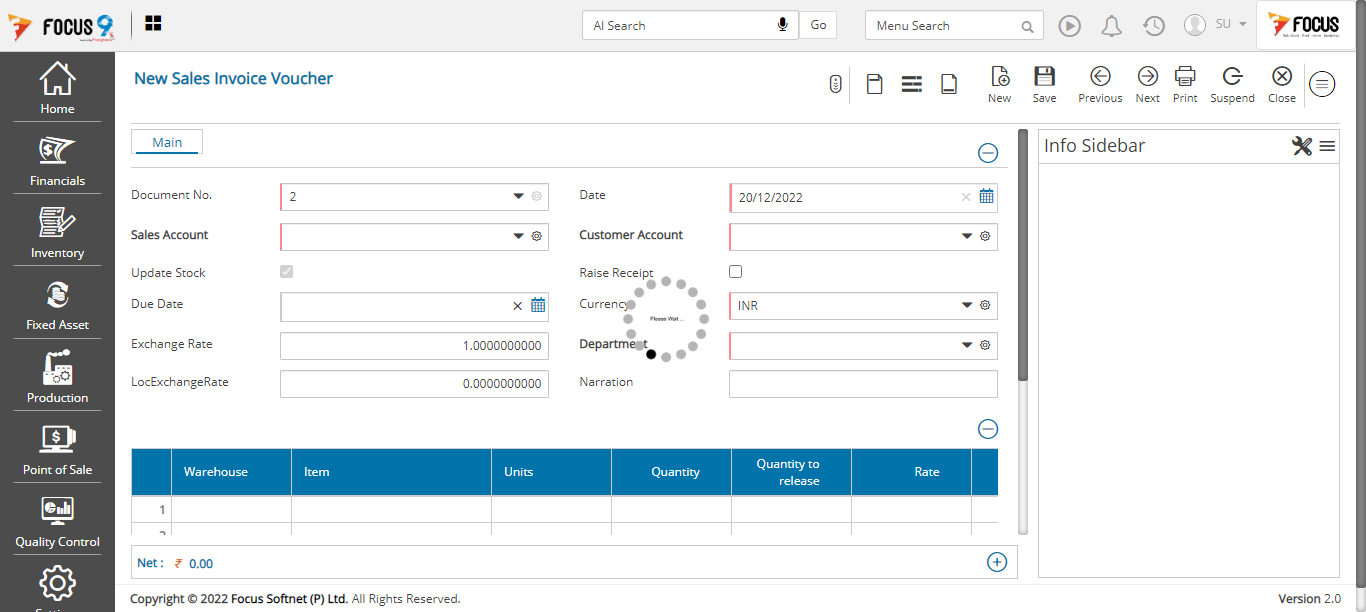 FOCUS 9
AI Search
Go
Menu Search
SU
FOCUS
Home
Financials
Inventory
Fixed Asset
Production
Point of Sale
Quality Control
New Sales Invoice Voucher
New
Save
Previous
Next
Print
Suspend
Close
Main
Info Sidebar
Document No.
2
Date
20/12/2022
Sales Account
Customer Account
Update Stock
Raise Receipt
Due Date
Currency
INR
Please Wait ...
Exchange Rate
1.0000000000
Department
LocExchangeRate
0.0000000000
Narration
Warehouse
Item
Units
Quantity
Quantity to
release
Rate
1
2
Net : ₹ 0.00
Copyright © 2022 Focus Softnet (P) Ltd. All Rights Reserved.
Version 2.0